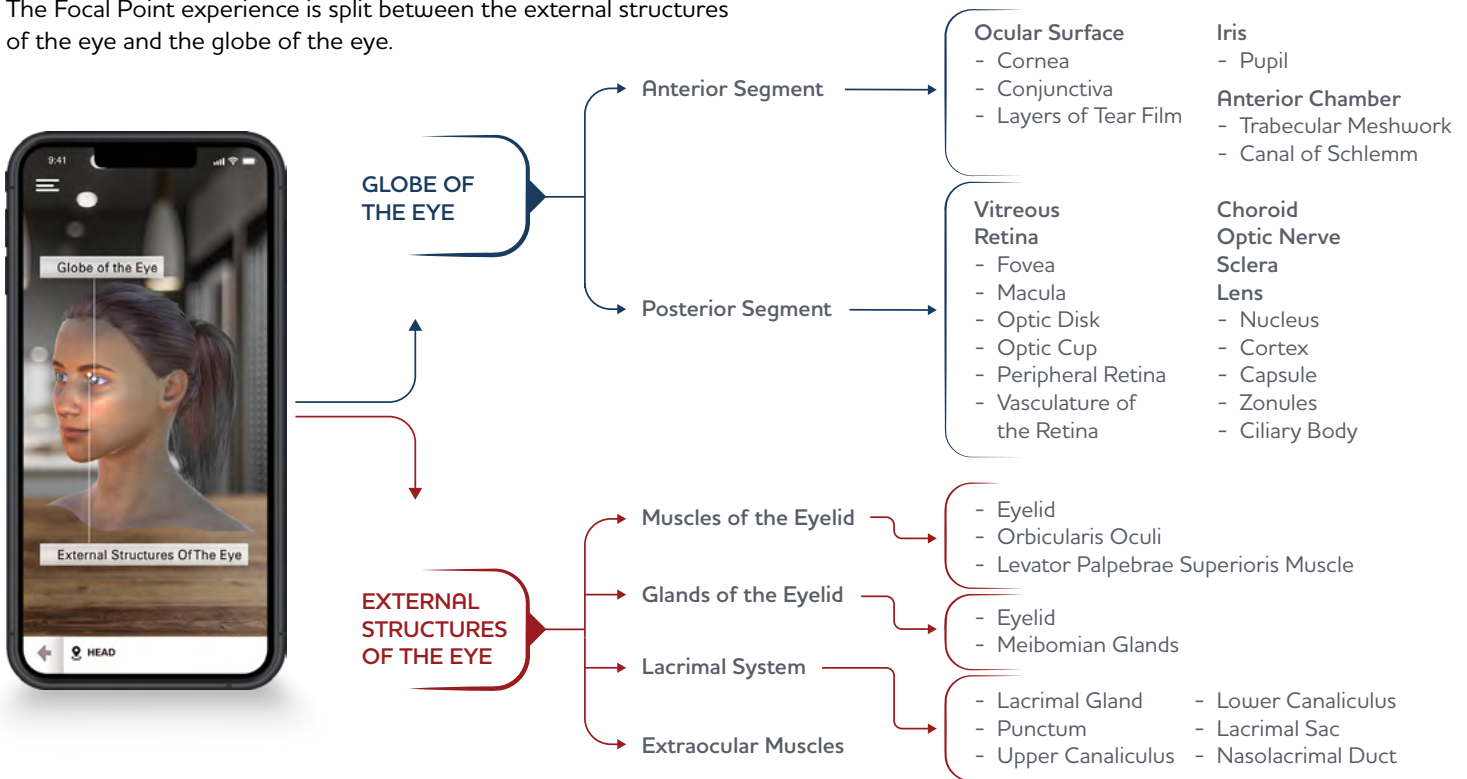 The Focal Point experience is split between the external structures
of the eye and the globe of the eye.
9:41
Globe of the Eye
External Structures Of The Eye
HEAD
GLOBE OF
THE EYE
Anterior Segment
Ocular Surface
- Cornea
- Conjunctiva
- Layers of Tear Film
Iris
- Pupil
Anterior Chamber
- Trabecular Meshwork
- Canal of Schlemm
Posterior Segment
Vitreous
Retina
- Fovea
- Macula
- Optic Disk
- Optic Cup
- Peripheral Retina
- Vasculature of
the Retina
Choroid
Optic Nerve
Sclera
Lens
- Nucleus
- Cortex
- Capsule
- Zonules
- Ciliary Body
EXTERNAL
STRUCTURES
OF THE EYE
Muscles of the Eyelid
- Eyelid
- Orbicularis Oculi
- Levator Palpebrae Superioris Muscle
Glands of the Eyelid
- Eyelid
- Meibomian Glands
Lacrimal System
- Lacrimal Gland
- Punctum
- Upper Canaliculus
- Lower Canaliculus
- Lacrimal Sac
- Nasolacrimal Duct
Extraocular Muscles